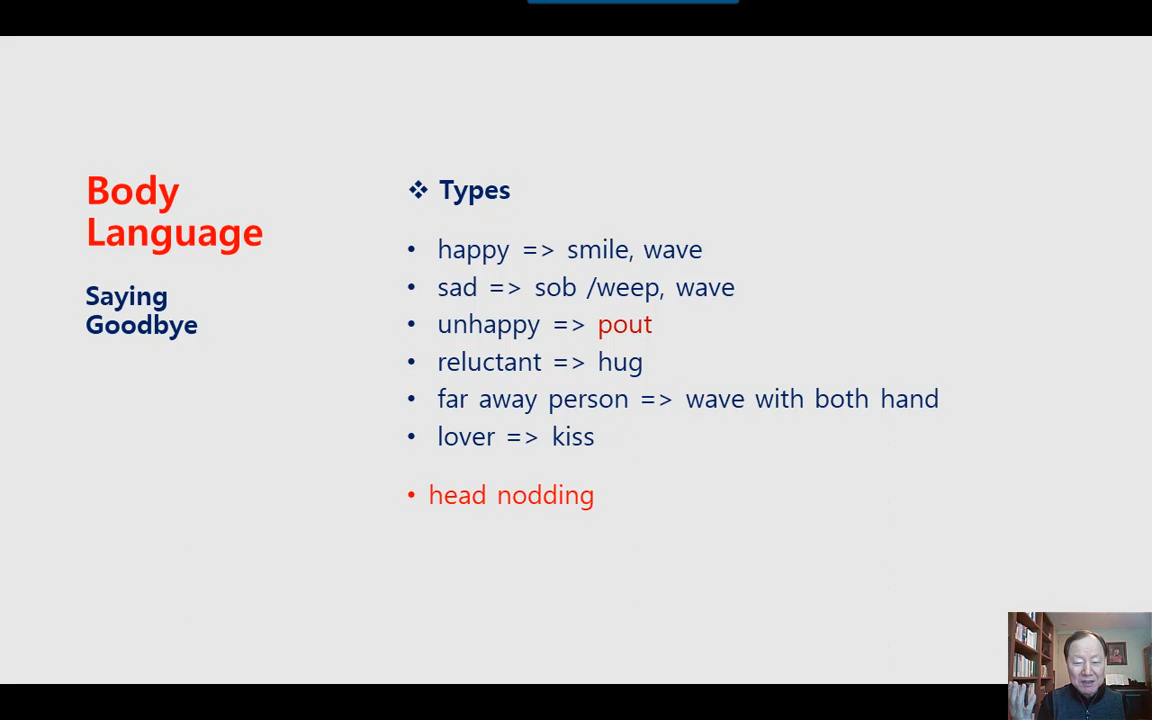 Body
Language
Saying
Goodbye
❖ Types
• happy => smile, wave
• sad => sob /weep, wave
• unhappy => pout
• reluctant => hug
• far away person => wave with both hand
• lover => kiss
• head nodding